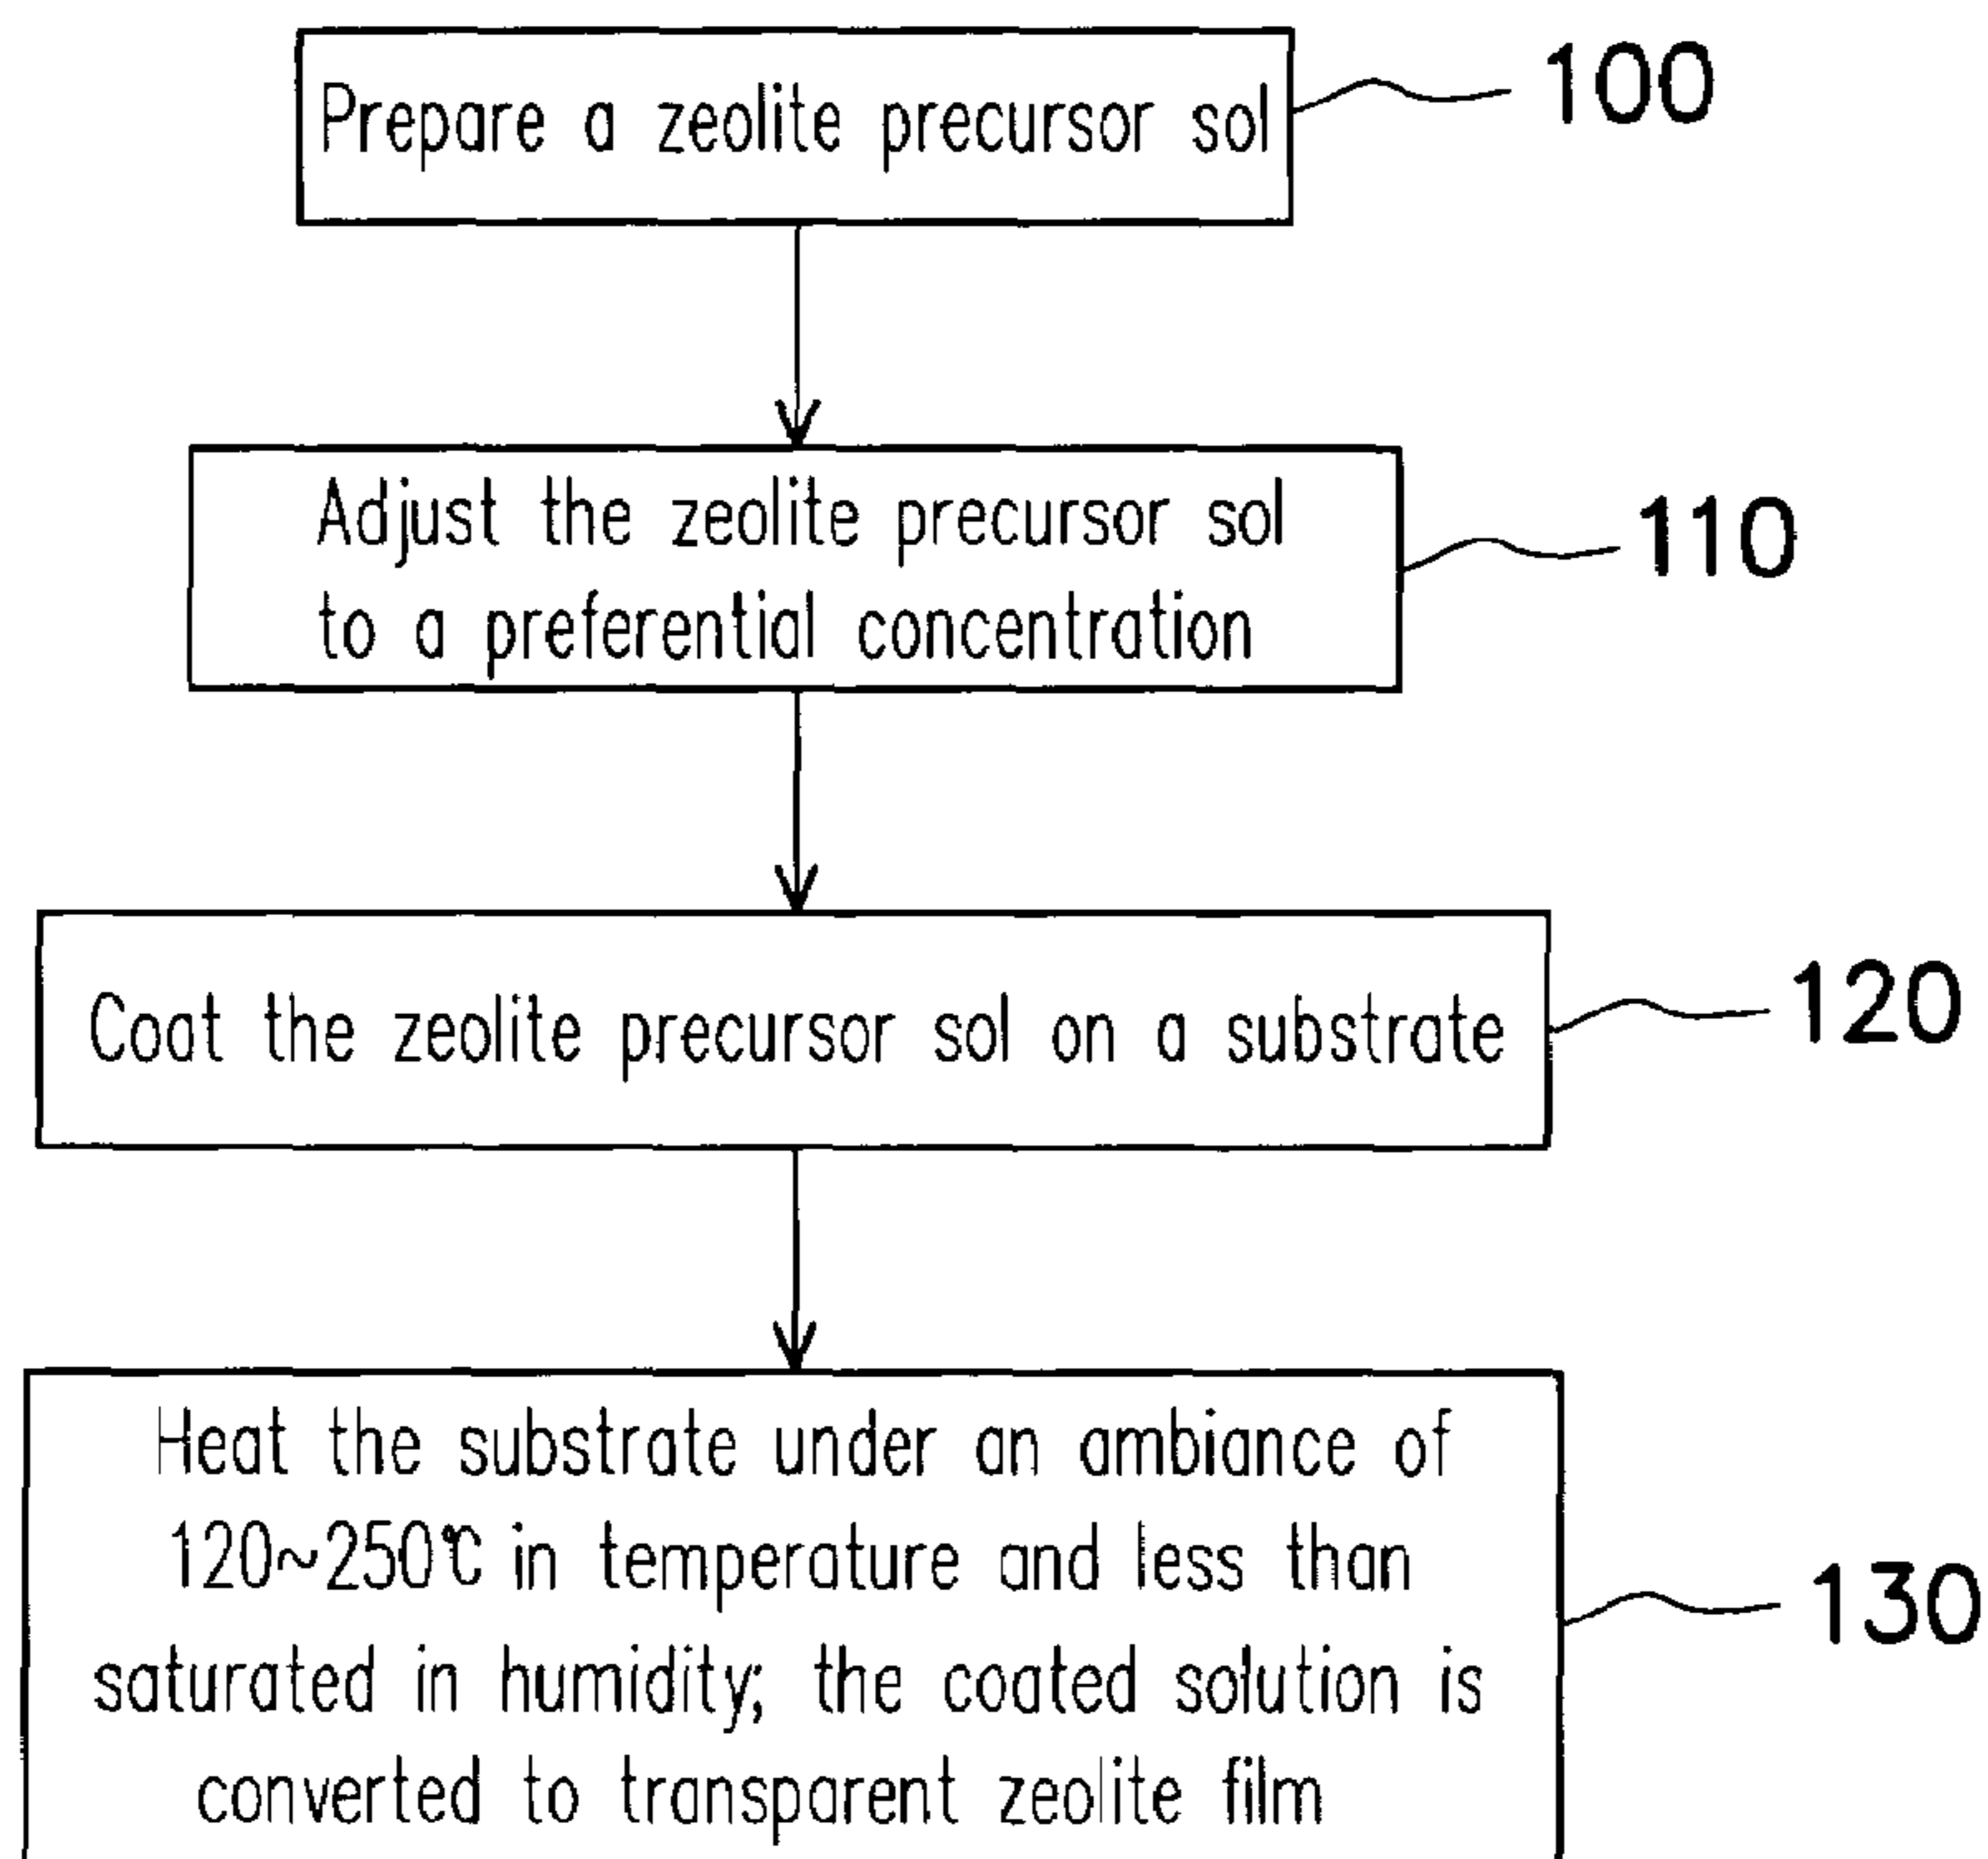 Prepare a zeolite precursor sol
100
Adjust the zeolite precursor sol
to a preferential concentration
110
Coat the zeolite precursor sol on a substrate
120
Heat the substrate under an ambiance of
120~250℃ in temperature and less than
saturated in humidity; the coated solution is
converted to transparent zeolite film
130